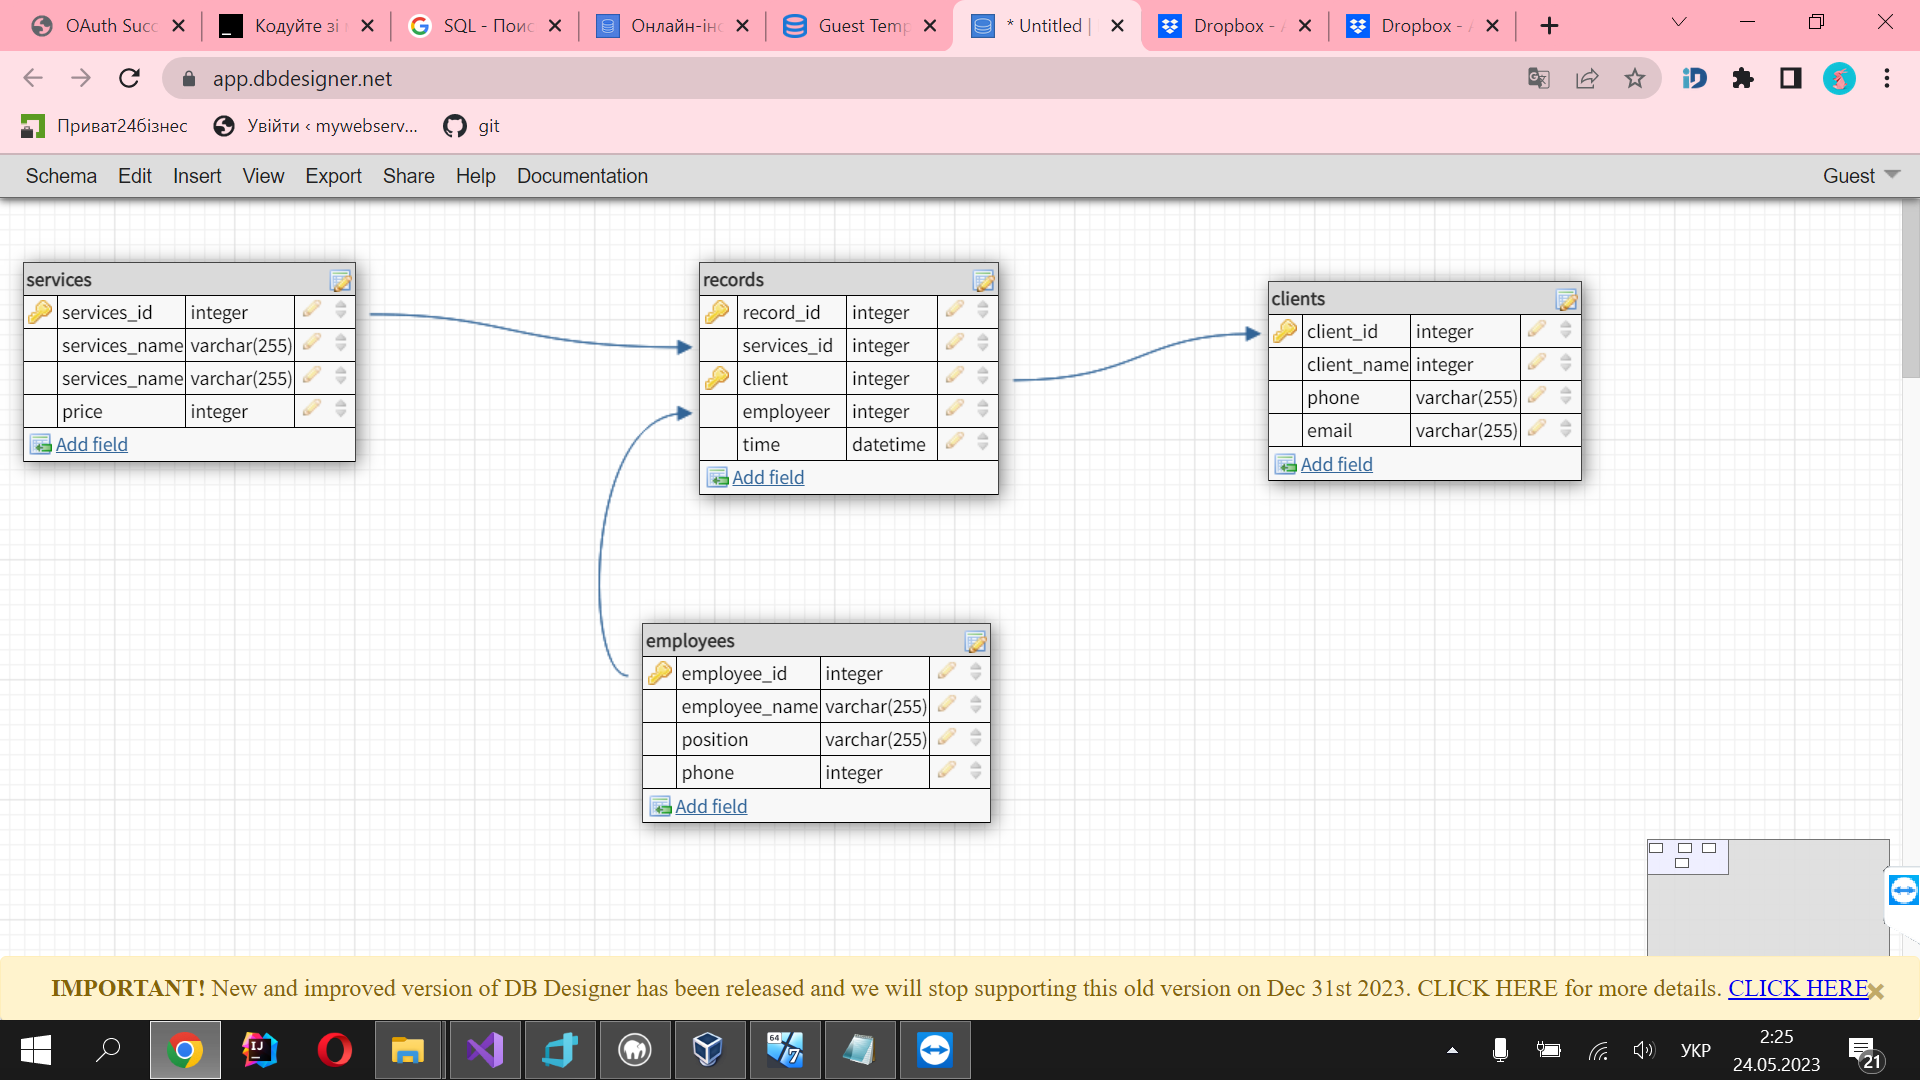 OAuth Succ
Кодуйте зі
SQL - Поис
Онлайн-інс
Guest Temp
* Untitled |
Dropbox - A
Dropbox - A
app.dbdesigner.net
Приват24бізнес
Увійти ‹ mywebserv...
git
Schema Edit Insert View Export Share Help Documentation
Guest
services
services_id integer
services_name varchar(255)
services_name varchar(255)
price integer
Add field
records
record_id integer
services_id integer
client integer
employeer integer
time datetime
Add field
clients
client_id integer
client_name integer
phone varchar(255)
email varchar(255)
Add field
employees
employee_id integer
employee_name varchar(255)
position varchar(255)
phone integer
Add field
IMPORTANT! New and improved version of DB Designer has been released and we will stop supporting this old version on Dec 31st 2023. CLICK HERE for more details. CLICK HERE
УКР
2:25
24.05.2023
21